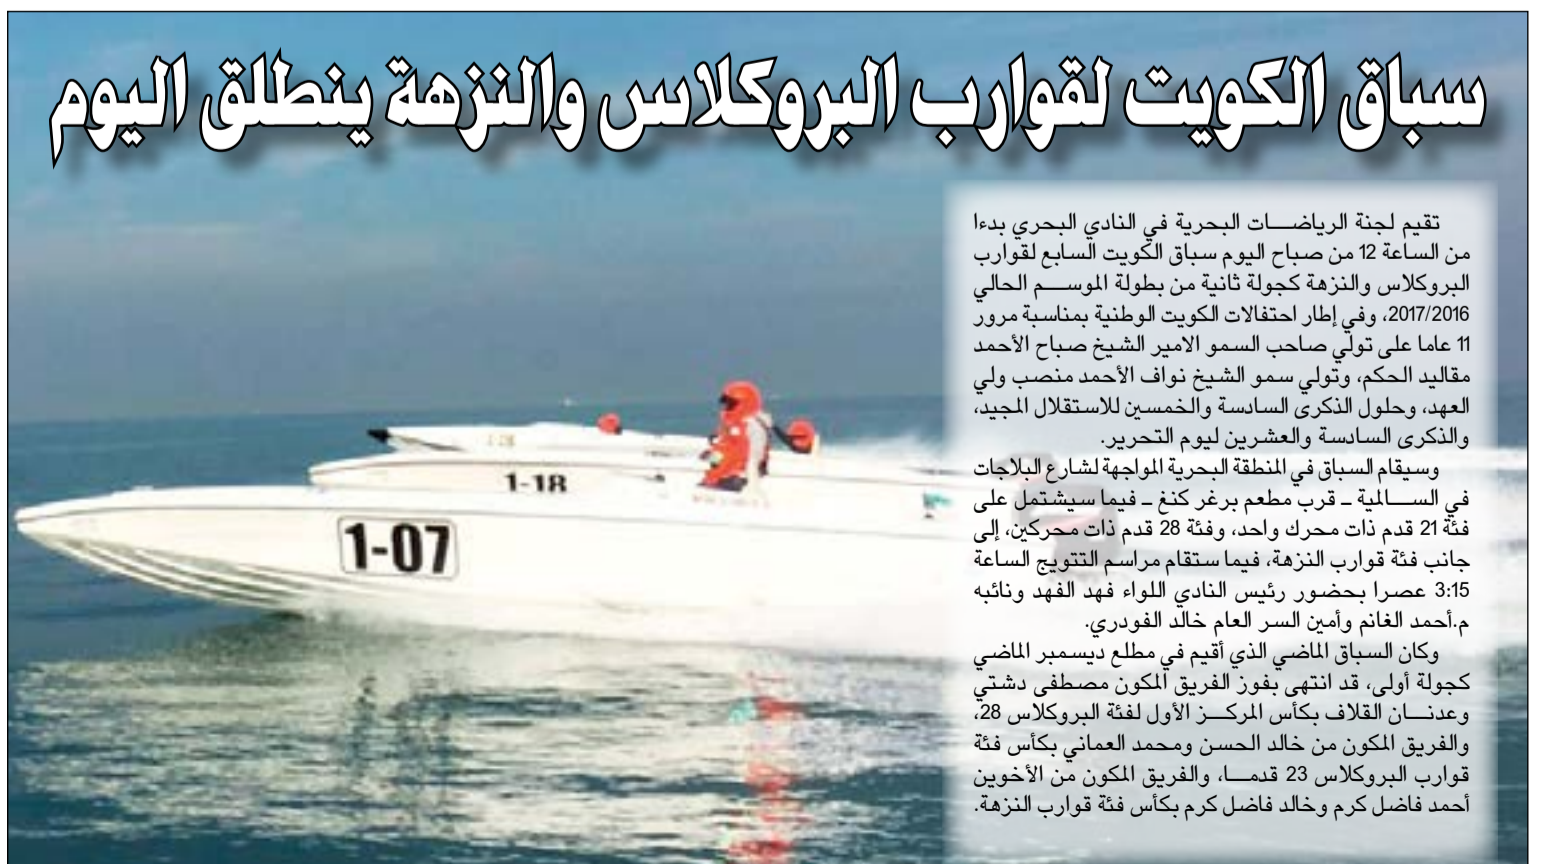 سباق الكويت لقوارب البروكلاس والنزهة ينطلق اليوم
تقيم لجنة الرياضـــات البحرية في النادي البحري بدءا
من الساعة 12 من صباح اليوم سباق الكويت السابع لقوارب
البروكلاس والنزهة كجولة ثانية من بطولة الموســـم الحالي
2017/2016، وفي إطار احتفالات الكويت الوطنية بمناسبة مرور
11 عاما على تولي صاحب السمو الامير الشيخ صباح الأحمد
مقاليد الحكم، وتولي سمو الشيخ نواف الأحمد منصب ولي
العهد، وحلول الذكرى السادسة والخمسين للاستقلال المجيد،
والذكرى السادسة والعشرين ليوم التحرير.
وسيقام السباق في المنطقة البحرية المواجهة لشارع البلاجات
في الســـالمية ـ قرب مطعم برغر كنغ ـ فيما سيشتمل على
فئة 21 قدم ذات محرك واحد، وفئة 28 قدم ذات محركين، إلى
جانب فئة قوارب النزهة، فيما ستقام مراسم التتويج الساعة
3:15 عصرا بحضور رئيس النادي اللواء فهد الفهد ونائبه
م.أحمد الغانم وأمين السر العام خالد الفودري.
وكان السباق الماضي الذي أقيم في مطلع ديسمبر الماضي
كجولة أولى، قد انتهى بفوز الفريق المكون مصطفى دشتي
وعدنـــان القلاف بكأس المركـــز الأول لفئة البروكلاس 28،
والفريق المكون من خالد الحسن ومحمد العماني بكأس فئة
قوارب البروكلاس 23 قدمـــا، والفريق المكون من الأخوين
أحمد فاضل كرم وخالد فاضل كرم بكأس فئة قوارب النزهة.
1-18
1-07